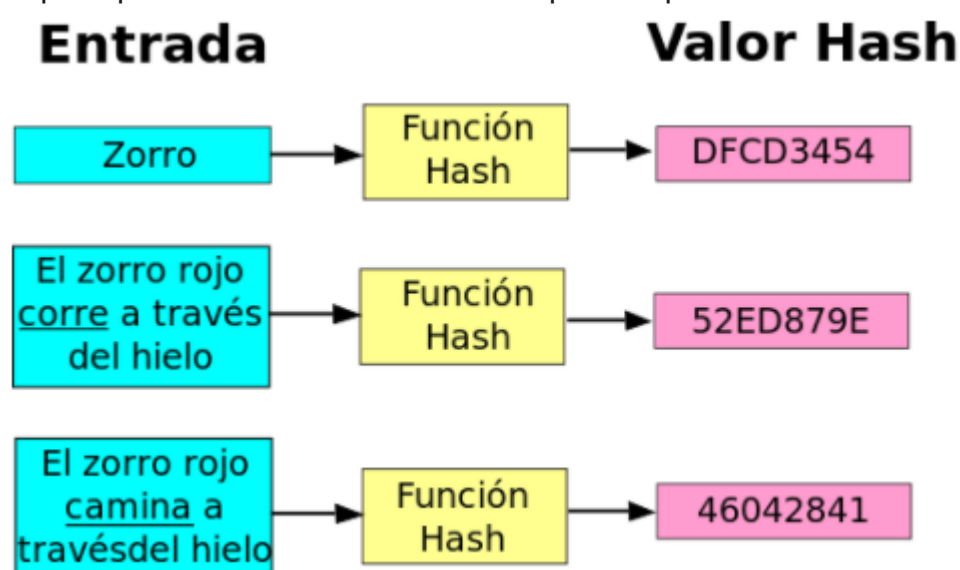 Entrada
Valor Hash
Zorro
Función
Hash
DFCD3454
El zorro rojo
corre a través
del hielo
Función
Hash
52ED879E
El zorro rojo
camina a
travésdel hielo
Función
Hash
46042841